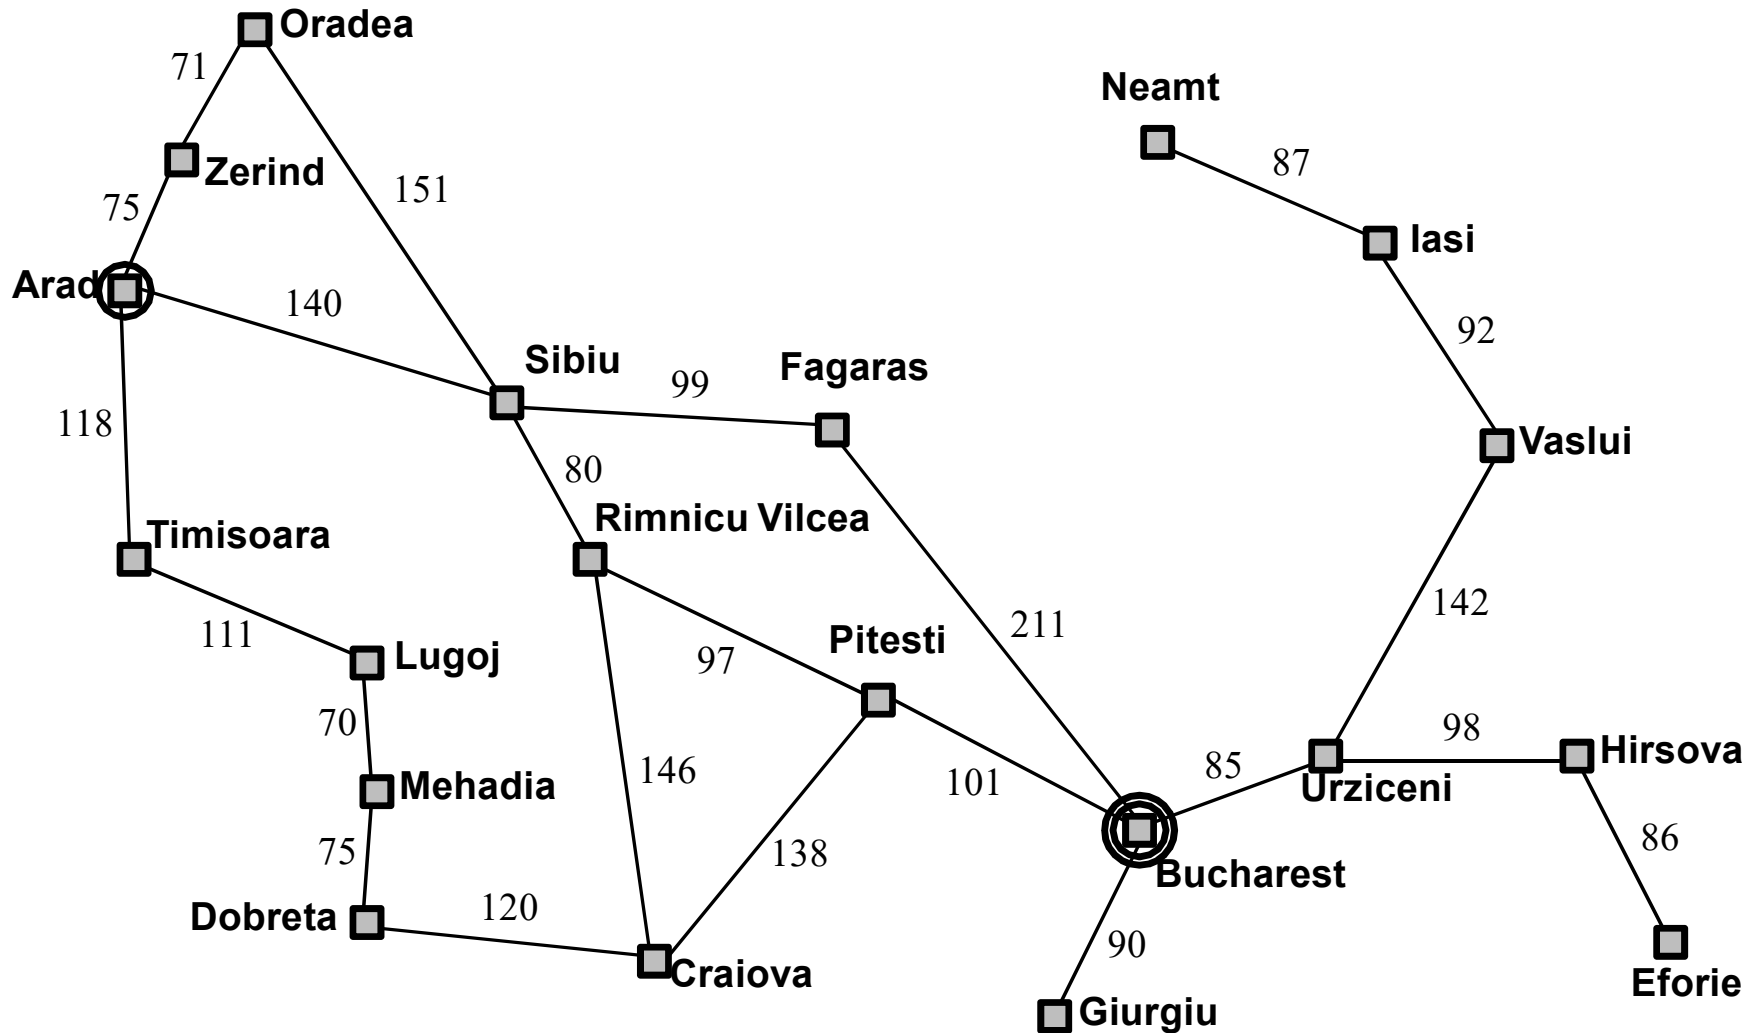 Oradea
71
Neamt
87
Zerind
151
75
Iasi
Arad
140
92
Sibiu
99
Fagaras
118
80
Vaslui
Rimnicu Vilcea
Timisoara
142
211
111
Pitesti
Lugoj
97
70
98
Hirsova
146
85
101
Mehadia
Urziceni
75
138
86
Bucharest
Dobreta
120
90
Craiova
Eforie
Giurgiu